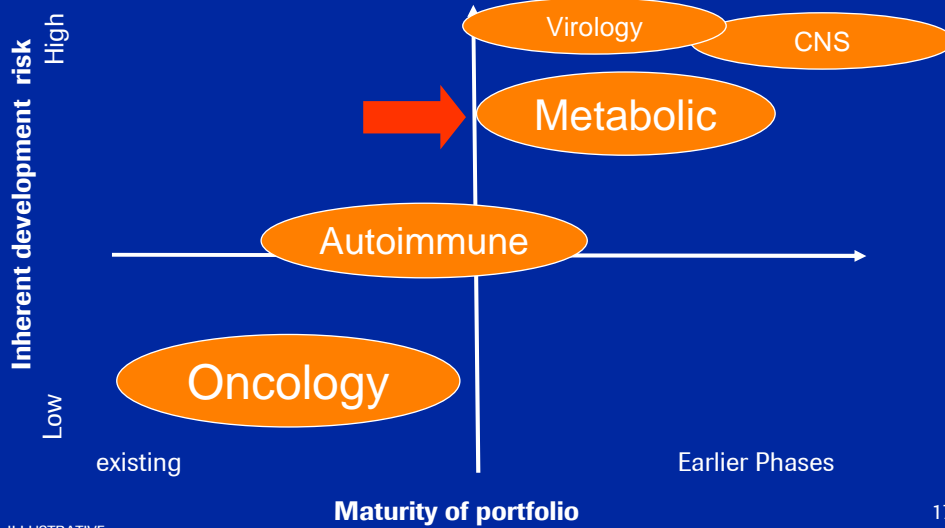 Inherent development risk
High
Low
Virology
CNS
Metabolic
Autoimmune
Oncology
existing
Earlier Phases
Maturity of portfolio